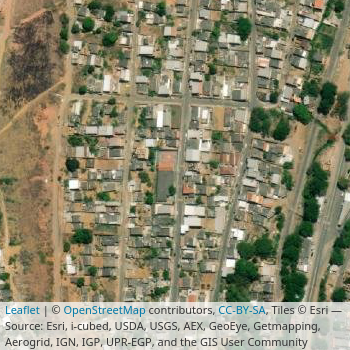 Leaflet | © OpenStreetMap contributors, CC-BY-SA, Tiles © Esri —
Source: Esri, i-cubed, USDA, USGS, AEX, GeoEye, Getmapping,
Aerogrid, IGN, IGP, UPR-EGP, and the GIS User Community